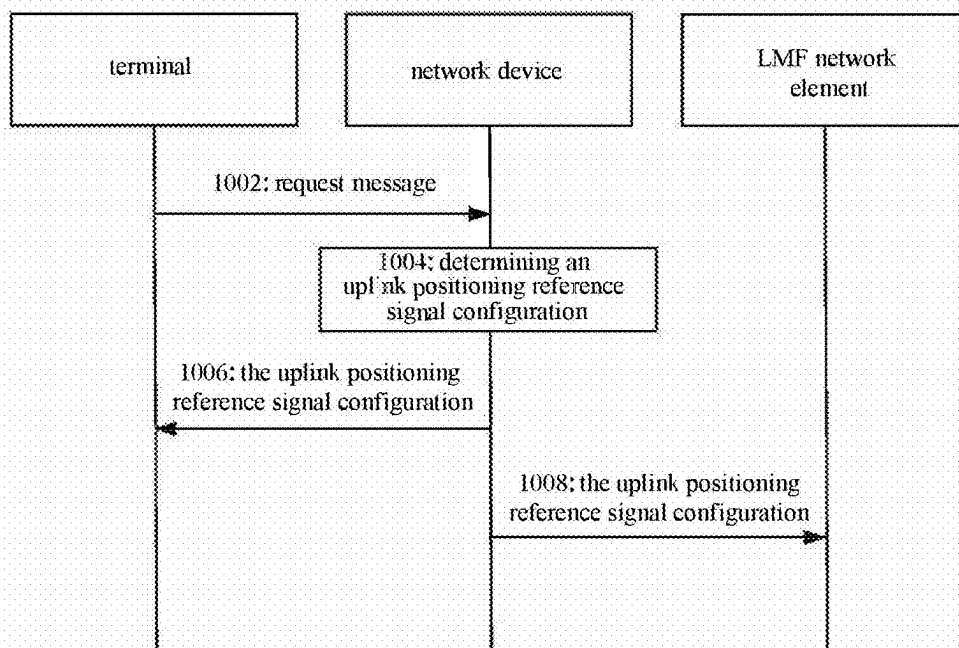 terminal
network device
LMF network
element
1002: request message
1004: determining an
uplink positioning reference
signal configuration
1006: the uplink positioning
reference signal configuration
1008: the uplink positioning
reference signal configuration